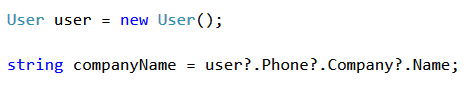 User user = new User();
string companyName = user?.Phone?.Company?.Name;